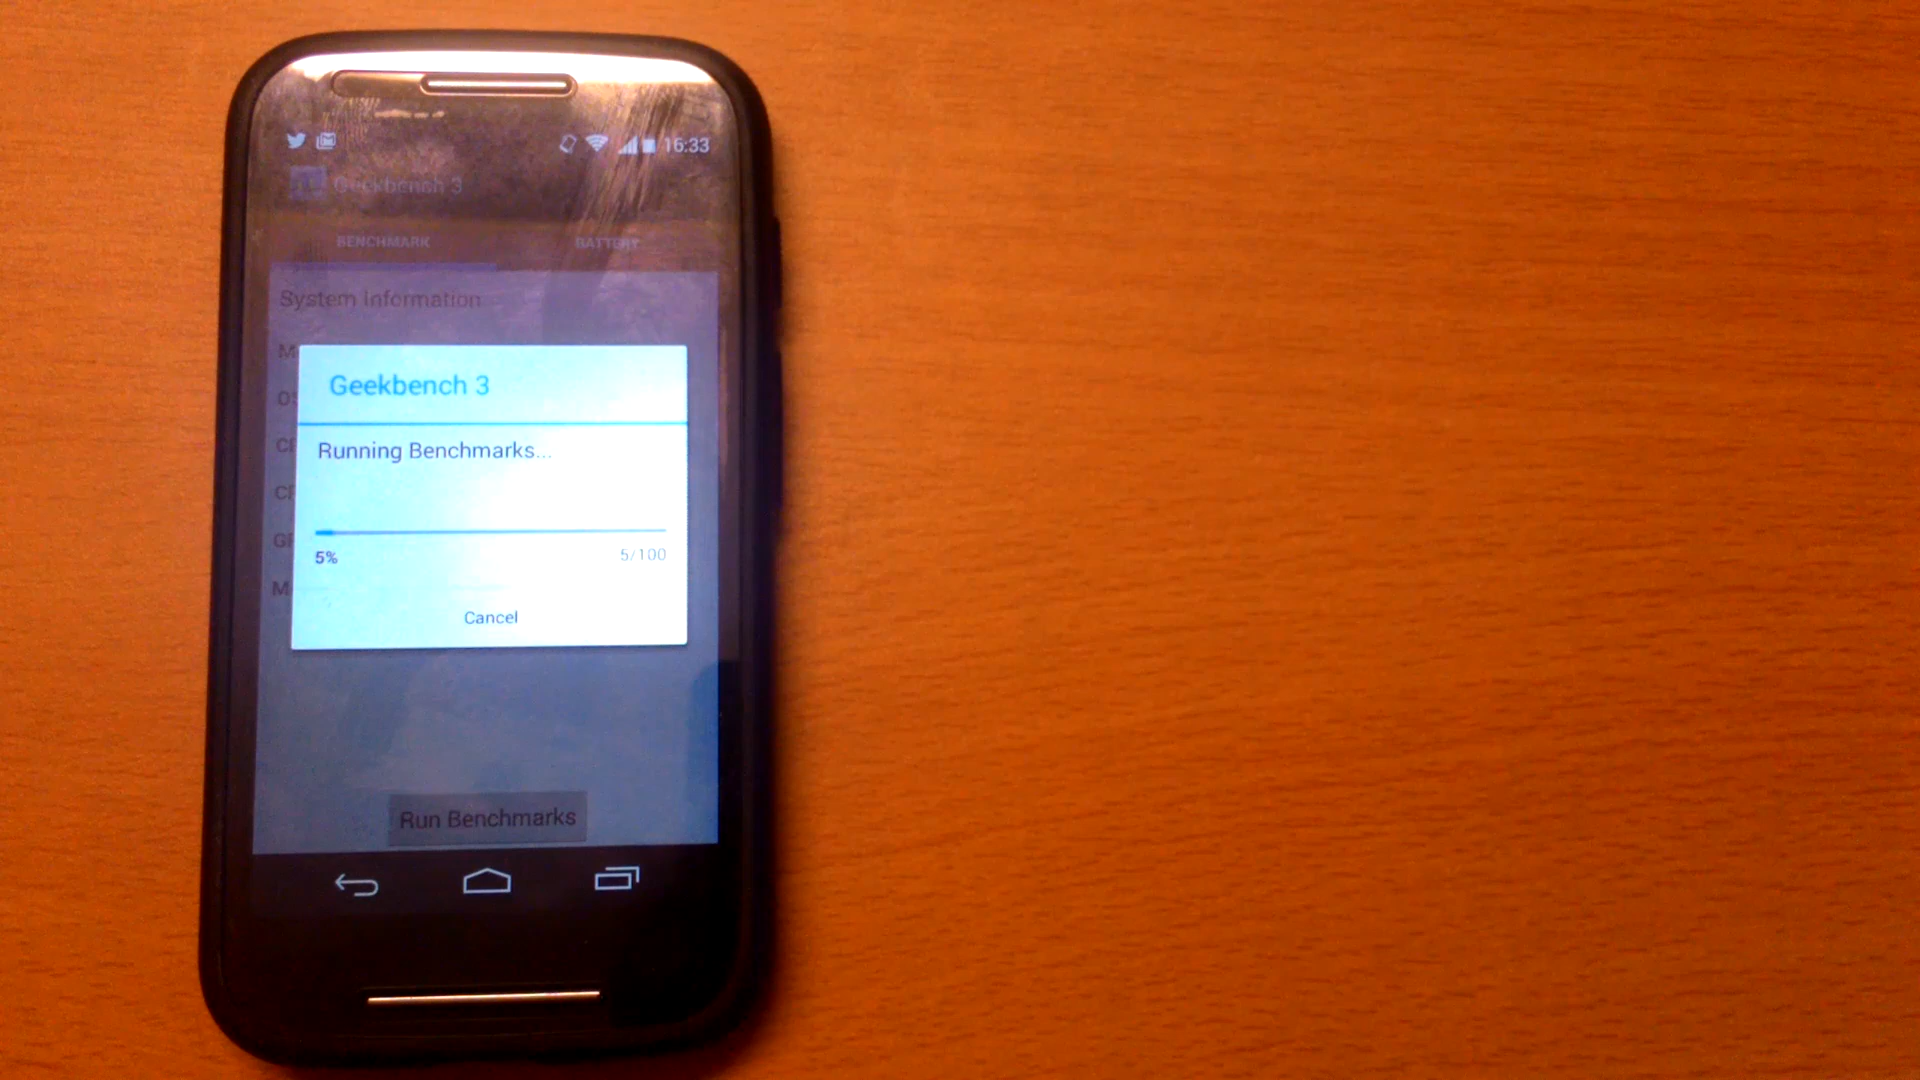 16:33
Geekbench 3
BENCHMARK BATTERY
System Information
Geekbench 3
Running Benchmarks...
5% 5/100
Cancel
Run Benchmarks